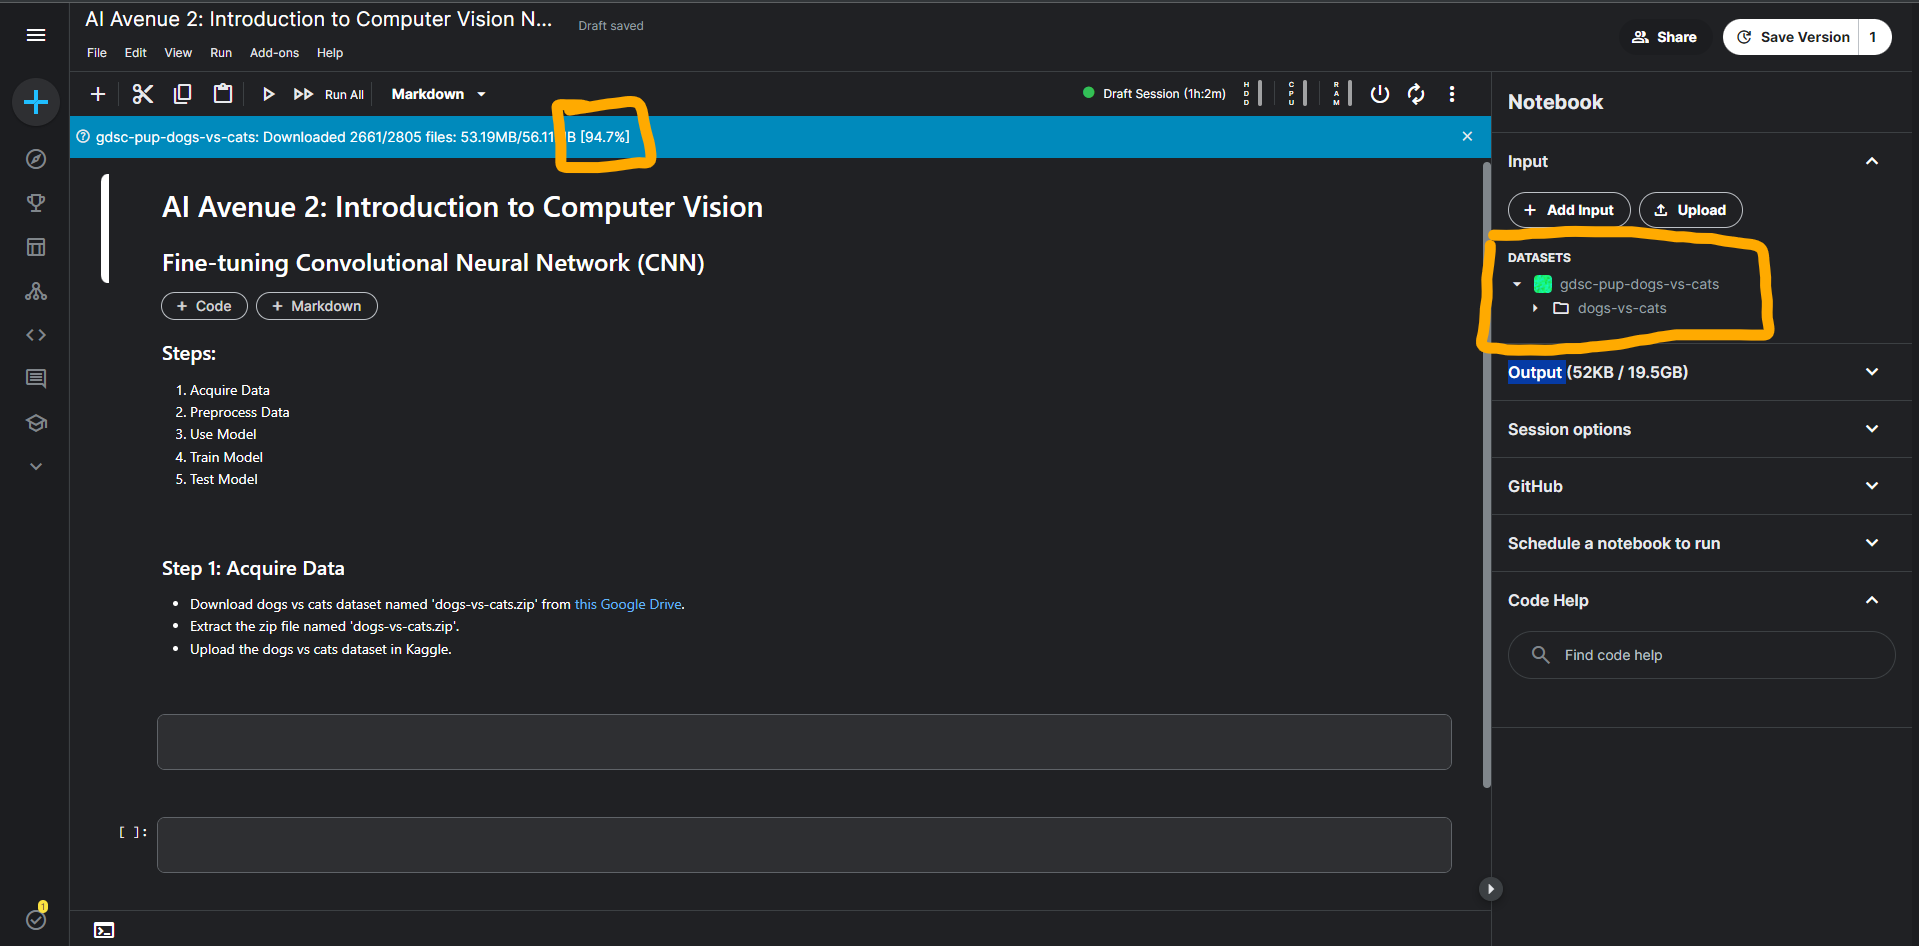 AI Avenue 2: Introduction to Computer Vision N...
Draft saved
File Edit View Run Add-ons Help
Share
Save Version 1
Run All
Markdown
Draft Session (1h:2m)
HDD
CPU
RAM
gdsc-pup-dogs-vs-cats: Downloaded 2661/2805 files: 53.19MB/56.11MB [94.7%]
AI Avenue 2: Introduction to Computer Vision
Fine-tuning Convolutional Neural Network (CNN)
+ Code + Markdown
Steps:
1. Acquire Data
2. Preprocess Data
3. Use Model
4. Train Model
5. Test Model
Step 1: Acquire Data
• Download dogs vs cats dataset named 'dogs-vs-cats.zip' from this Google Drive.
• Extract the zip file named 'dogs-vs-cats.zip'.
• Upload the dogs vs cats dataset in Kaggle.
[ ]:
1
Notebook
Input
+ Add Input
Upload
DATASETS
gdsc-pup-dogs-vs-cats
dogs-vs-cats
Output (52KB / 19.5GB)
Session options
GitHub
Schedule a notebook to run
Code Help
Find code help